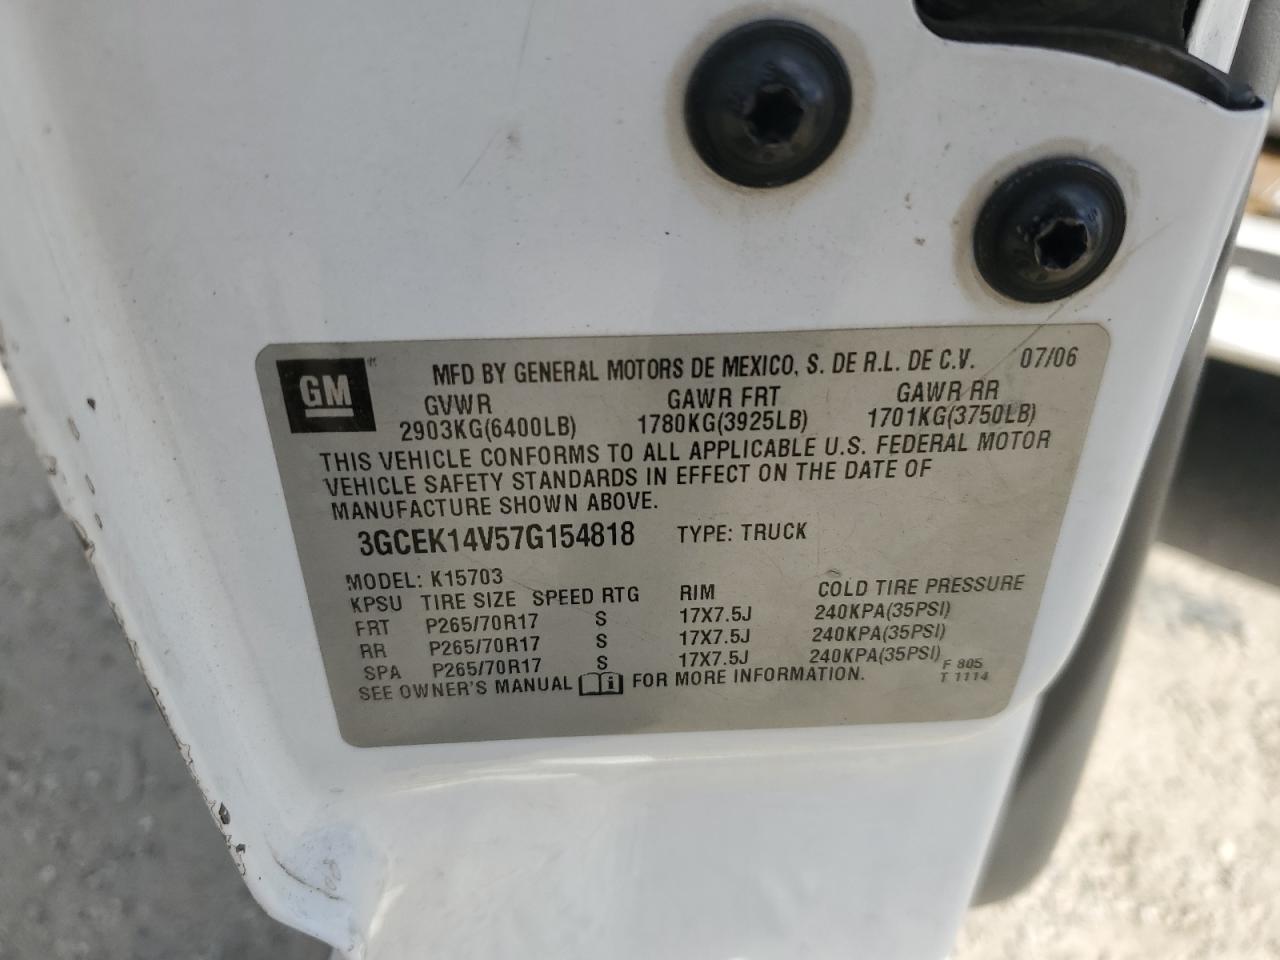 GM
MFD BY GENERAL MOTORS DE MEXICO, S. DE R.L. DE C.V. 07/06
GVWR GAWR FRT GAWR RR
2903KG(6400LB) 1780KG(3925LB) 1701KG(3750LB)
THIS VEHICLE CONFORMS TO ALL APPLICABLE U.S. FEDERAL MOTOR
VEHICLE SAFETY STANDARDS IN EFFECT ON THE DATE OF
MANUFACTURE SHOWN ABOVE.
3GCEK14V57G154818 TYPE: TRUCK
MODEL: K15703
KPSU TIRE SIZE SPEED RTG RIM COLD TIRE PRESSURE
FRT P265/70R17 S 17X7.5J 240KPA(35PSI)
RR P265/70R17 S 17X7.5J 240KPA(35PSI)
SPA P265/70R17 S 17X7.5J 240KPA(35PSI)
SEE OWNER'S MANUAL FOR MORE INFORMATION.
F 805
T 1114